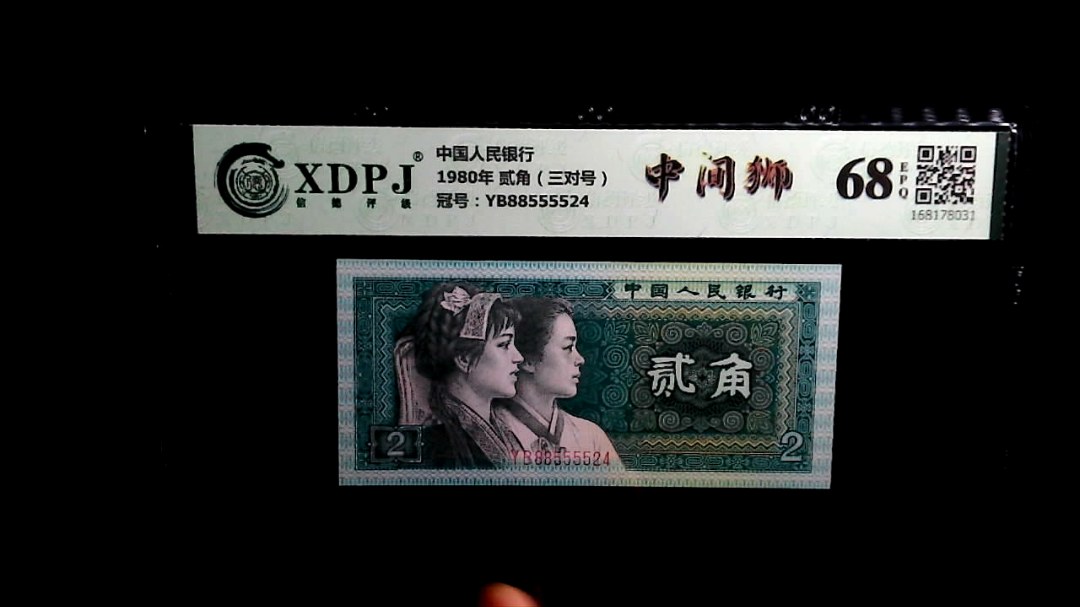 XDPJ®
信德评级
中国人民银行
1980年 贰角（三对号）
冠号：YB88555524
中间狮
68
EPQ
168178031
中国人民银行
贰角
2
2
YB88555524